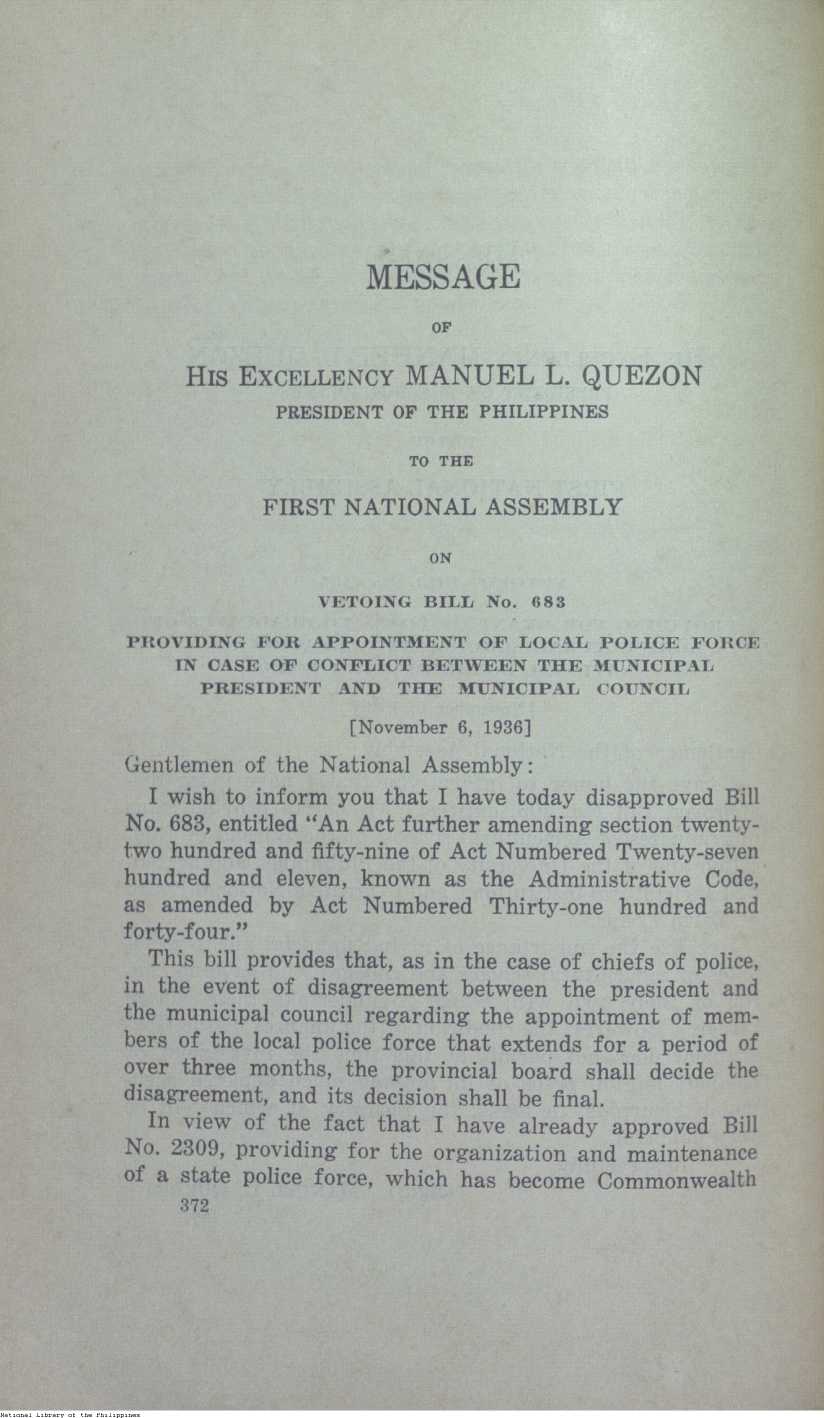 MESSAGE
OF
HIS EXCELLENCY MANUEL L. QUEZON
PRESIDENT OF THE PHILIPPINES
TO THE
FIRST NATIONAL ASSEMBLY
ON
VETOING BILL No. 683
PROVIDING FOR APPOINTMENT OF LOCAL POLICE FORCE
IN CASE OF CONFLICT BETWEEN THE MUNICIPAL
PRESIDENT AND THE MUNICIPAL COUNCIL
[November 6, 1936]
Gentlemen of the National Assembly:
I wish to inform you that I have today disapproved Bill
No. 683, entitled “An Act further amending section twenty-
two hundred and fifty-nine of Act Numbered Twenty-seven
hundred and eleven, known as the Administrative Code,
as amended by Act Numbered Thirty-one hundred and
forty-four.”
This bill provides that, as in the case of chiefs of police,
in the event of disagreement between the president and
the municipal council regarding the appointment of mem-
bers of the local police force that extends for a period of
over three months, the provincial board shall decide the
disagreement, and its decision shall be final.
In view of the fact that I have already approved Bill
No. 2309, providing for the organization and maintenance
of a state police force, which has become Commonwealth
372
National Library of the Philippines